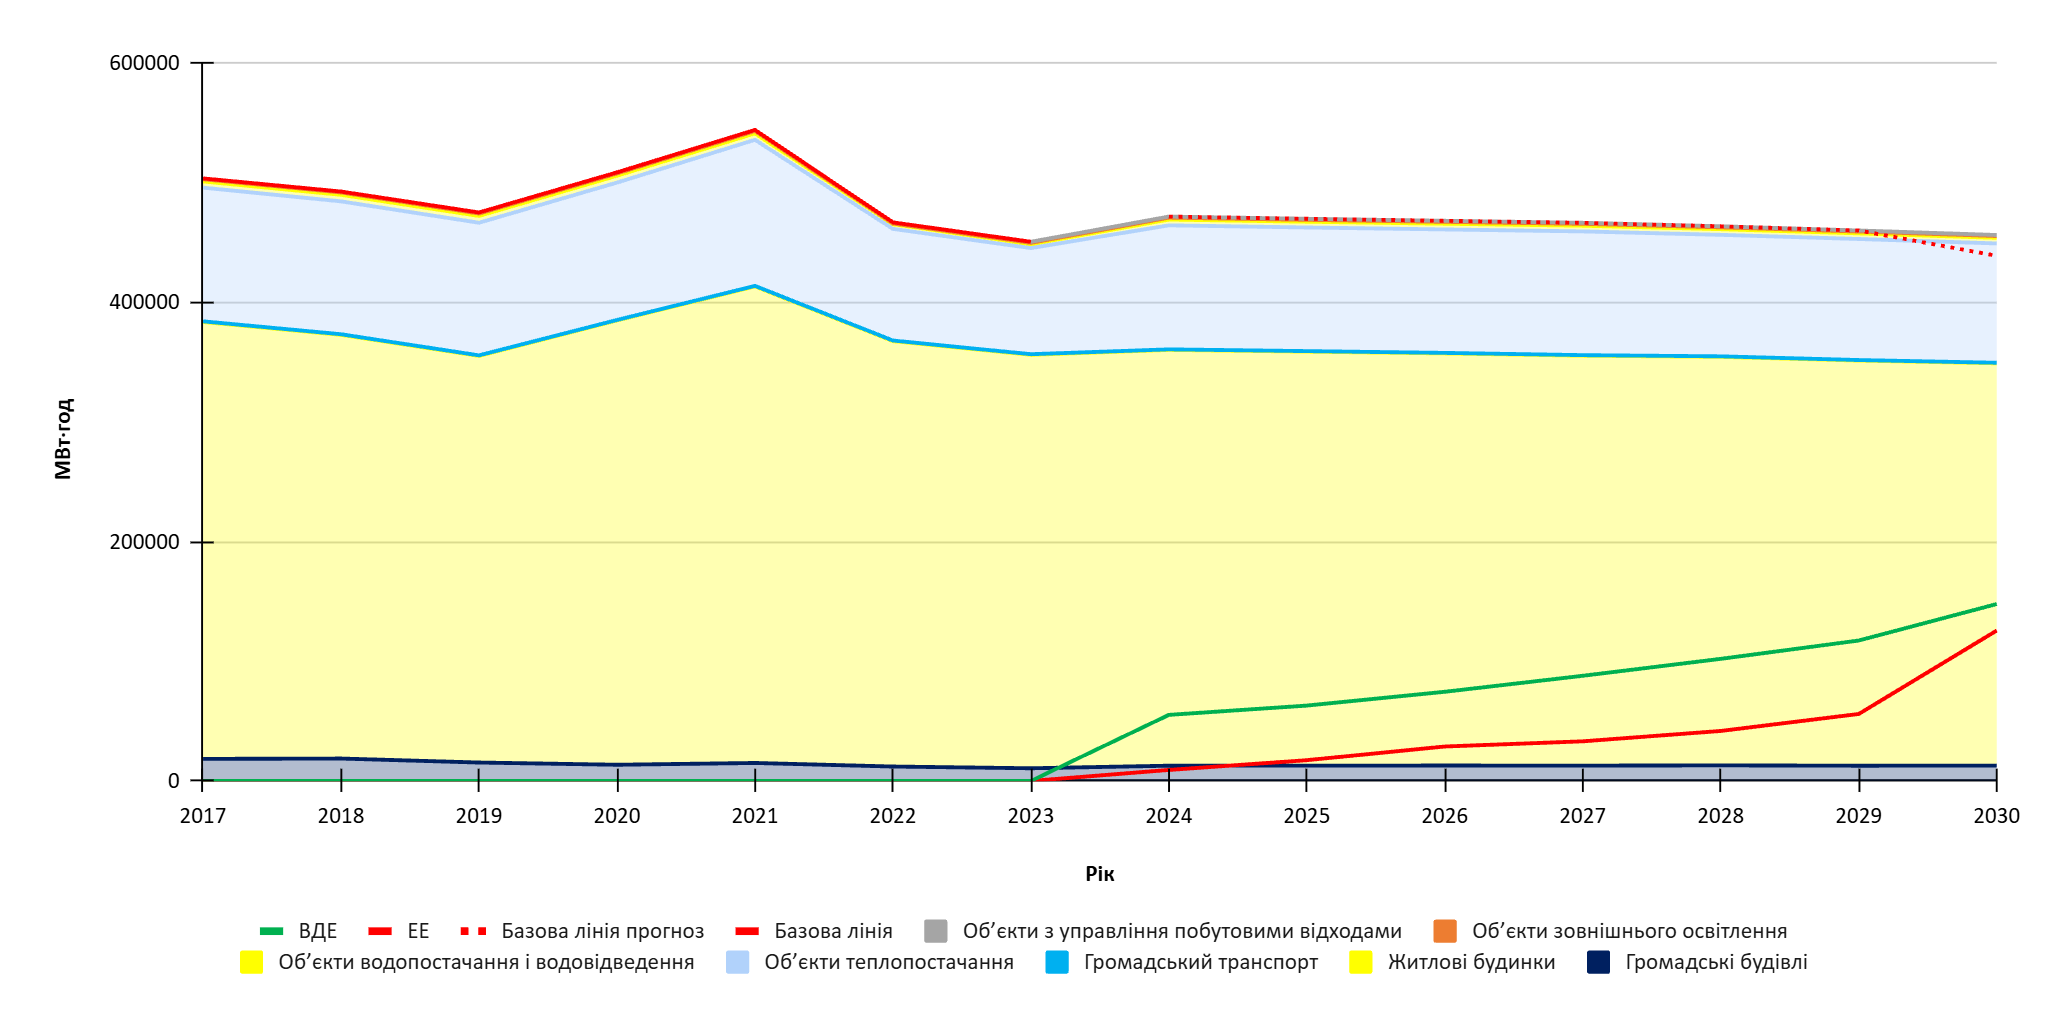 600000
400000
200000
0
МВт·год
2017 2018 2019 2020 2021 2022 2023 2024 2025 2026 2027 2028 2029 2030
Рік
ВДЕ ЕЕ Базова лінія прогноз Базова лінія Об’єкти з управління побутовими відходами Об’єкти зовнішнього освітлення
Об’єкти водопостачання і водовідведення Об’єкти теплопостачання Громадський транспорт Житлові будинки Громадські будівлі